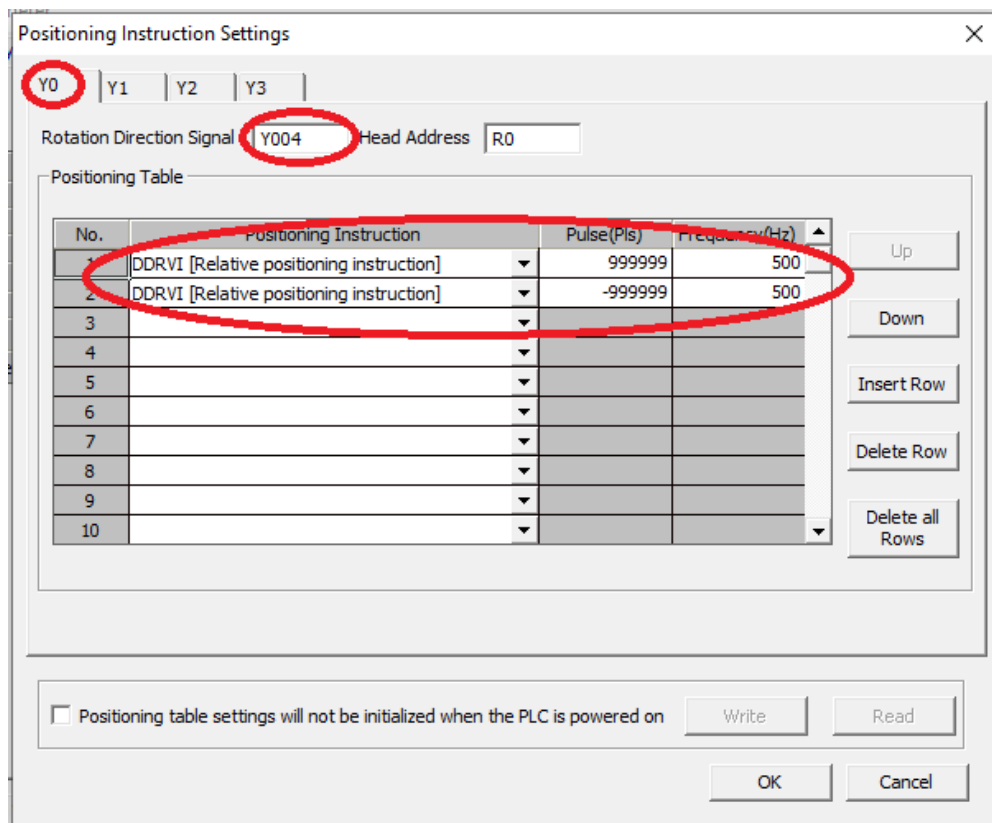 Positioning Instruction Settings
Y0 Y1 Y2 Y3
Rotation Direction Signal Y004 Head Address R0
Positioning Table
No. Positioning Instruction Pulse(Pls) Frequency(Hz)
1 DDRVI [Relative positioning instruction] 999999 500
2 DDRVI [Relative positioning instruction] -999999 500
3
4
5
6
7
8
9
10
Up
Down
Insert Row
Delete Row
Delete all
Rows
Positioning table settings will not be initialized when the PLC is powered on Write Read
OK Cancel